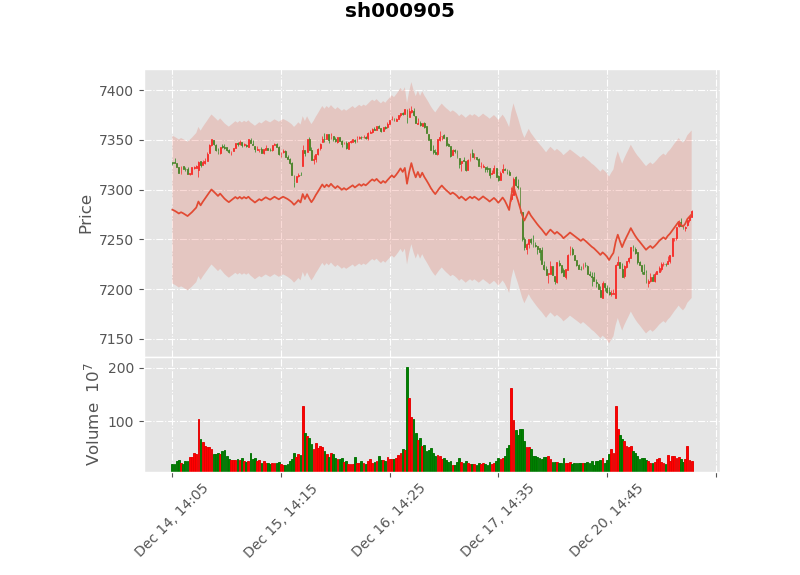 sh000905
Price
7400
7350
7300
7250
7200
7150
Volume 10^7
200
100
Dec 14, 14:05
Dec 15, 14:15
Dec 16, 14:25
Dec 17, 14:35
Dec 20, 14:45